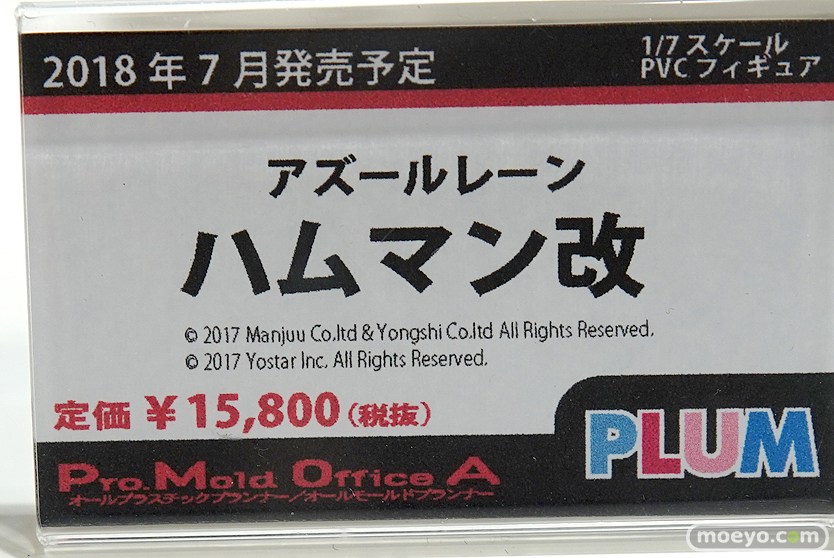 2018年7月発売予定
1/7スケール
PVCフィギュア
アズールレーン
ハムマン改
© 2017 Manjuu Co.ltd & Yongshi Co.ltd All Rights Reserved.
© 2017 Yostar Inc. All Rights Reserved.
定価 ¥15,800(税抜)
Pro.Mold Office A
オールプラスチックプランナー/オールモールドプランナー
PLUM
moeyo.com